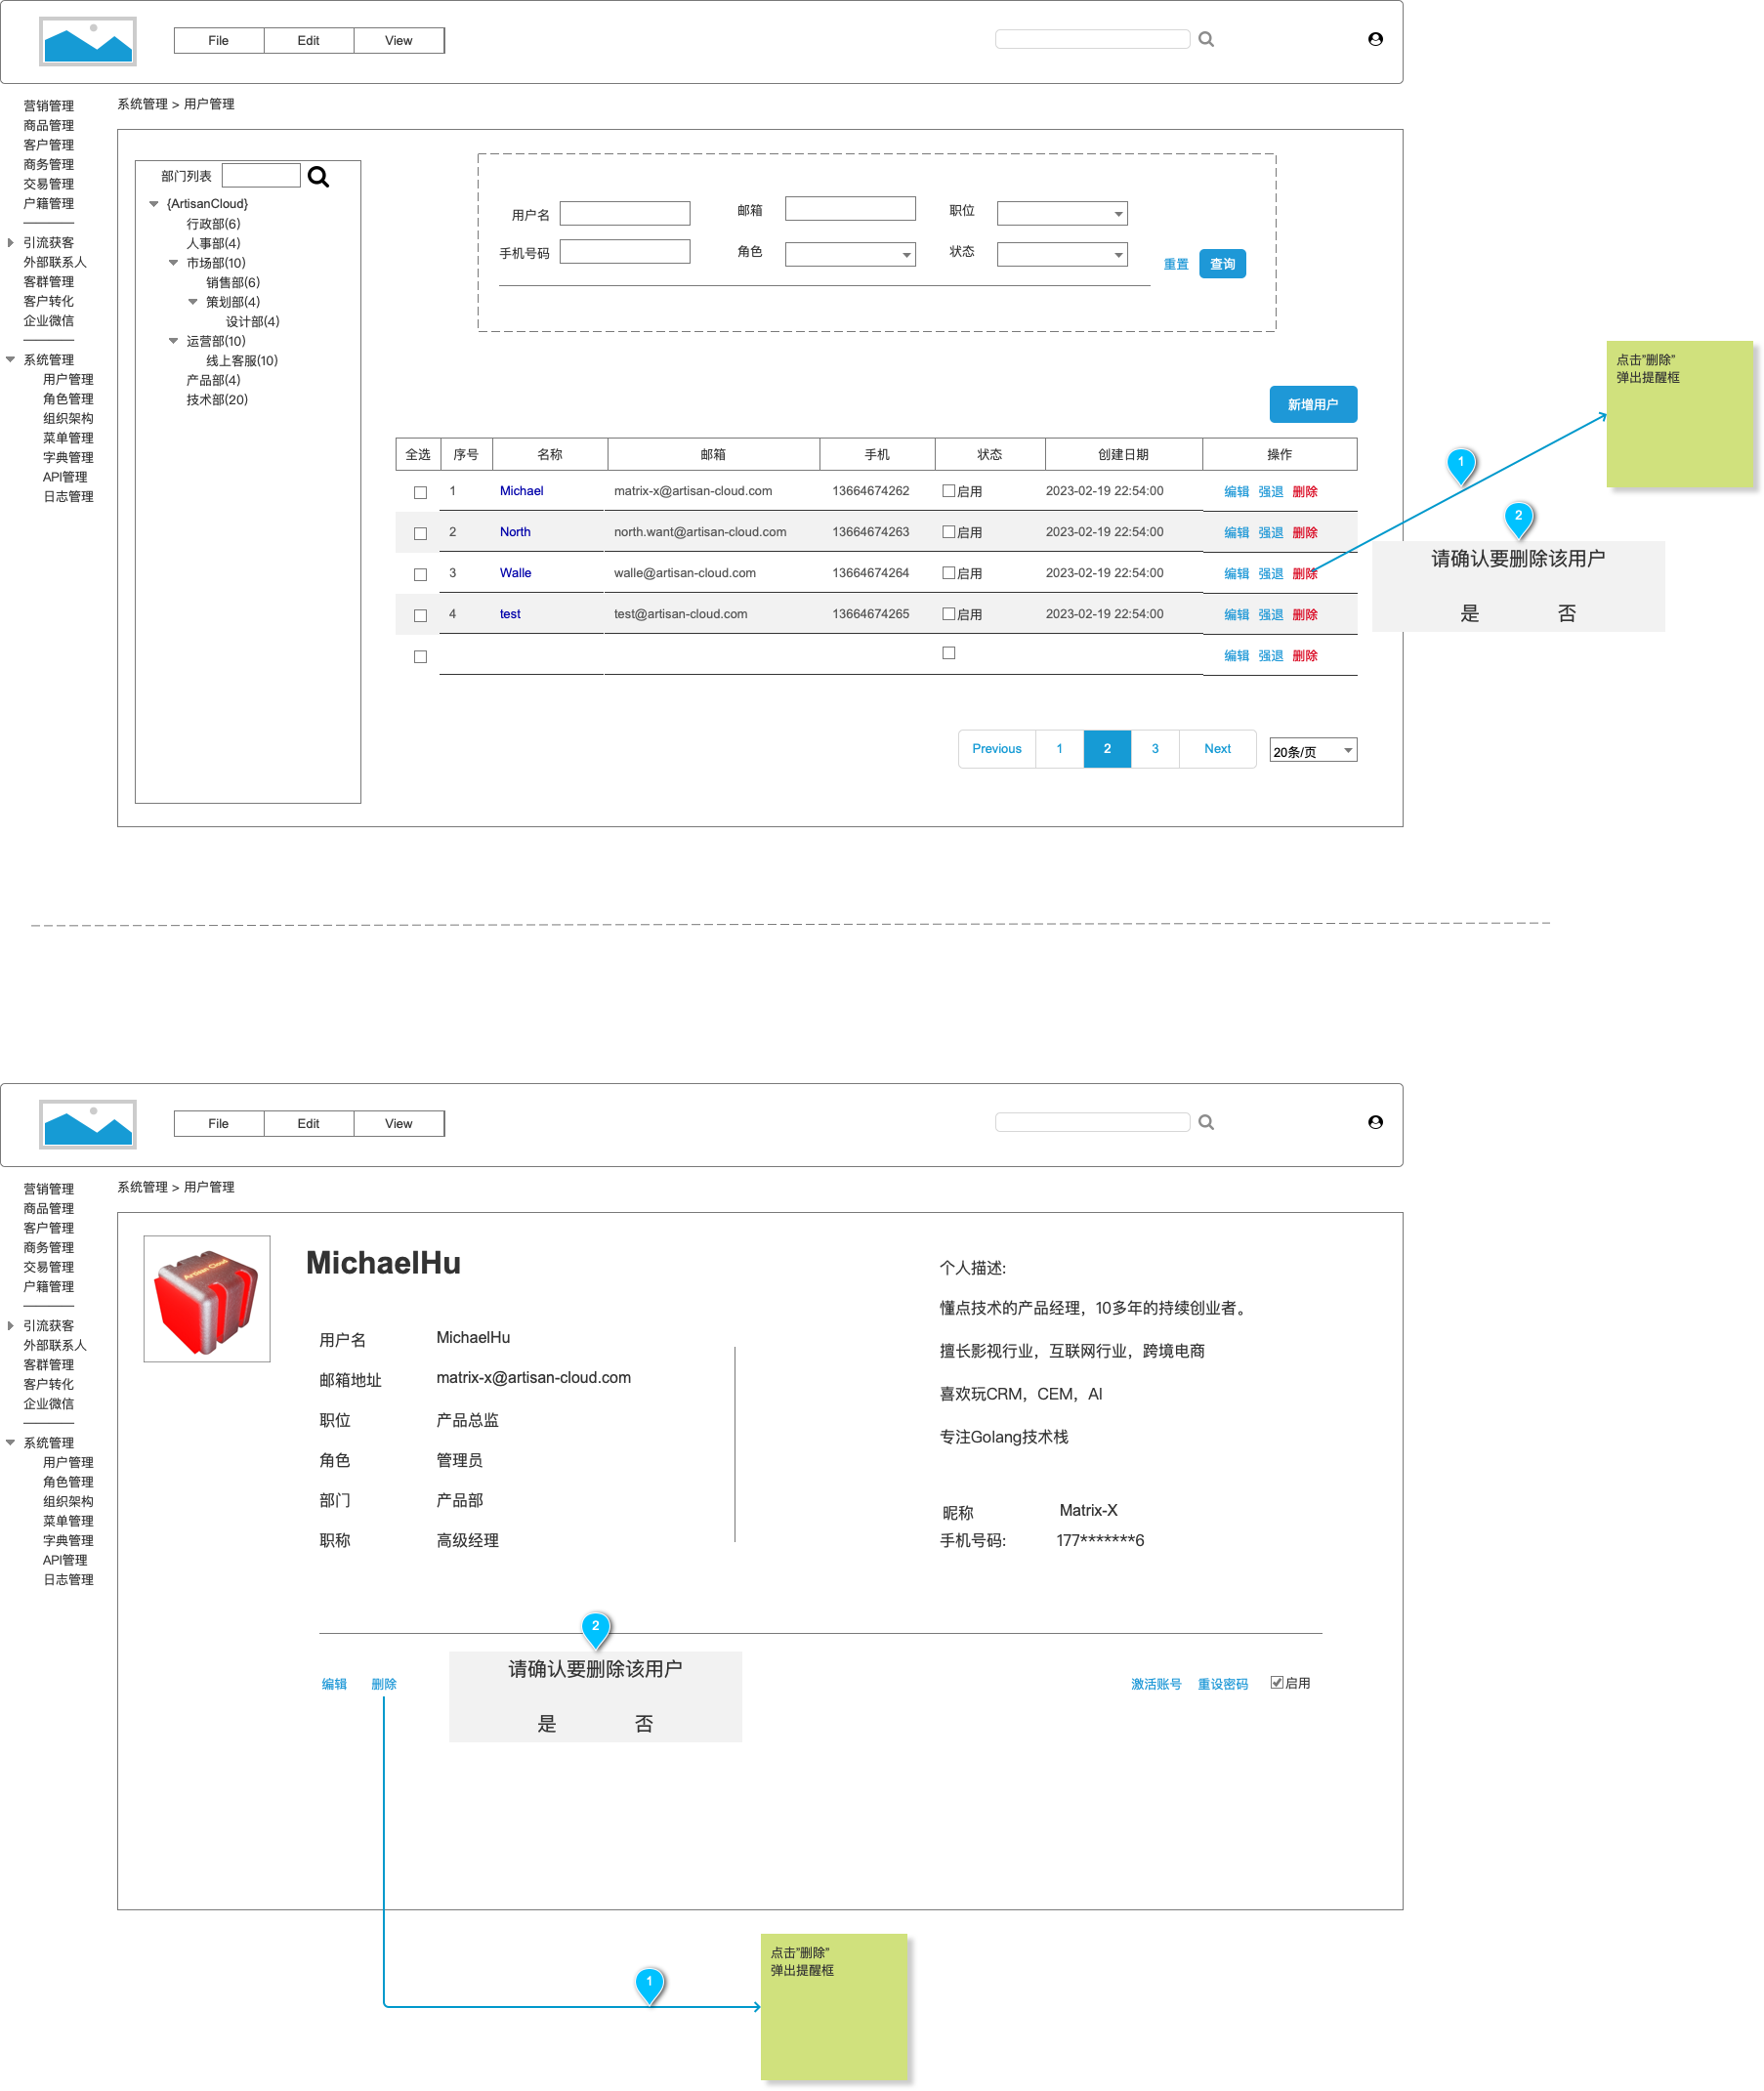 File Edit View
系统管理 > 用户管理
营销管理
商品管理
客户管理
商务管理
交易管理
户籍管理
引流获客
外部联系人
客群管理
客户转化
企业微信
系统管理
用户管理
角色管理
组织架构
菜单管理
字典管理
API管理
日志管理
部门列表
{ArtisanCloud}
行政部(6)
人事部(4)
市场部(10)
销售部(6)
策划部(4)
设计部(4)
运营部(10)
线上客服(10)
产品部(4)
技术部(20)
用户名 邮箱 职位
手机号码 角色 状态
重置 查询
新增用户
全选 序号 名称 邮箱 手机 状态 创建日期 操作
1 Michael matrix-x@artisan-cloud.com 13664674262 启用 2023-02-19 22:54:00 编辑 强退 删除
2 North north.want@artisan-cloud.com 13664674263 启用 2023-02-19 22:54:00 编辑 强退 删除
3 Walle walle@artisan-cloud.com 13664674264 启用 2023-02-19 22:54:00 编辑 强退 删除
4 test test@artisan-cloud.com 13664674265 启用 2023-02-19 22:54:00 编辑 强退 删除
编辑 强退 删除
Previous 1 2 3 Next 20条/页
1
点击"删除"
弹出提醒框
2
请确认要删除该用户
是 否
File Edit View
系统管理 > 用户管理
营销管理
商品管理
客户管理
商务管理
交易管理
户籍管理
引流获客
外部联系人
客群管理
客户转化
企业微信
系统管理
用户管理
角色管理
组织架构
菜单管理
字典管理
API管理
日志管理
Artisan Cloud
MichaelHu
用户名 MichaelHu
邮箱地址 matrix-x@artisan-cloud.com
职位 产品总监
角色 管理员
部门 产品部
职称 高级经理
个人描述:
懂点技术的产品经理，10多年的持续创业者。
擅长影视行业，互联网行业，跨境电商
喜欢玩CRM，CEM，AI
专注Golang技术栈
昵称 Matrix-X
手机号码: 177*******6
2
编辑 删除
请确认要删除该用户
是 否
激活账号 重设密码 启用
1
点击"删除"
弹出提醒框